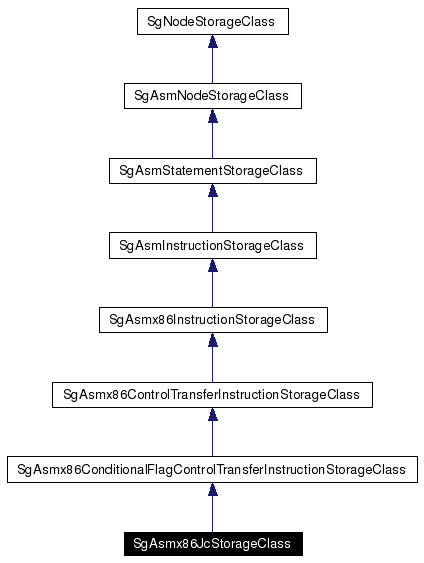 SgNodeStorageClass
SgAsmNodeStorageClass
SgAsmStatementStorageClass
SgAsmInstructionStorageClass
SgAsmx86InstructionStorageClass
SgAsmx86ControlTransferInstructionStorageClass
SgAsmx86ConditionalFlagControlTransferInstructionStorageClass
SgAsmx86JcStorageClass